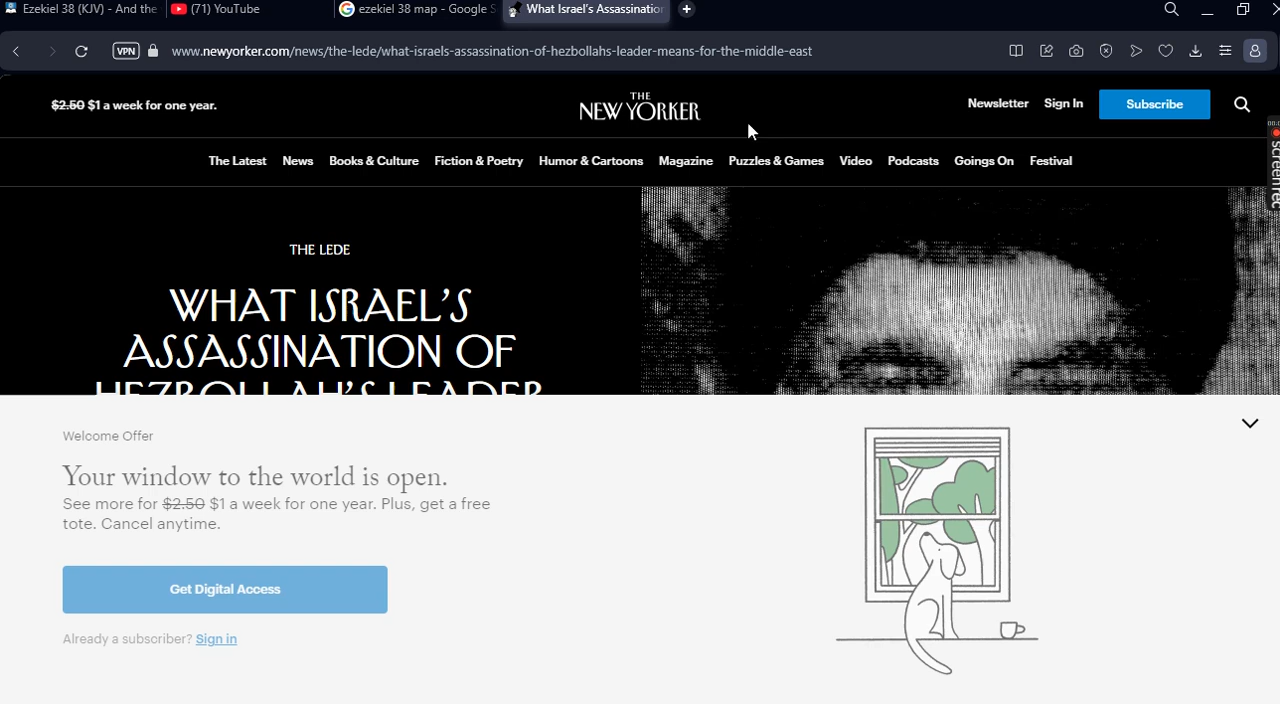 Ezekiel 38 (KJV) - And the
(71) YouTube
ezekiel 38 map - Google S
What Israel's Assassination
VPN
www.newyorker.com/news/the-lede/what-israels-assassination-of-hezbollahs-leader-means-for-the-middle-east
$2.50 $1 a week for one year.
THE
NEW YORKER
Newsletter
Sign In
Subscribe
The Latest
News
Books & Culture
Fiction & Poetry
Humor & Cartoons
Magazine
Puzzles & Games
Video
Podcasts
Goings On
Festival
screenrec
THE LEDE
WHAT ISRAEL'S
ASSASSINATION OF
HEZBOLLAH'S LEADER
Welcome Offer
Your window to the world is open.
See more for $2.50 $1 a week for one year. Plus, get a free
tote. Cancel anytime.
Get Digital Access
Already a subscriber? Sign in